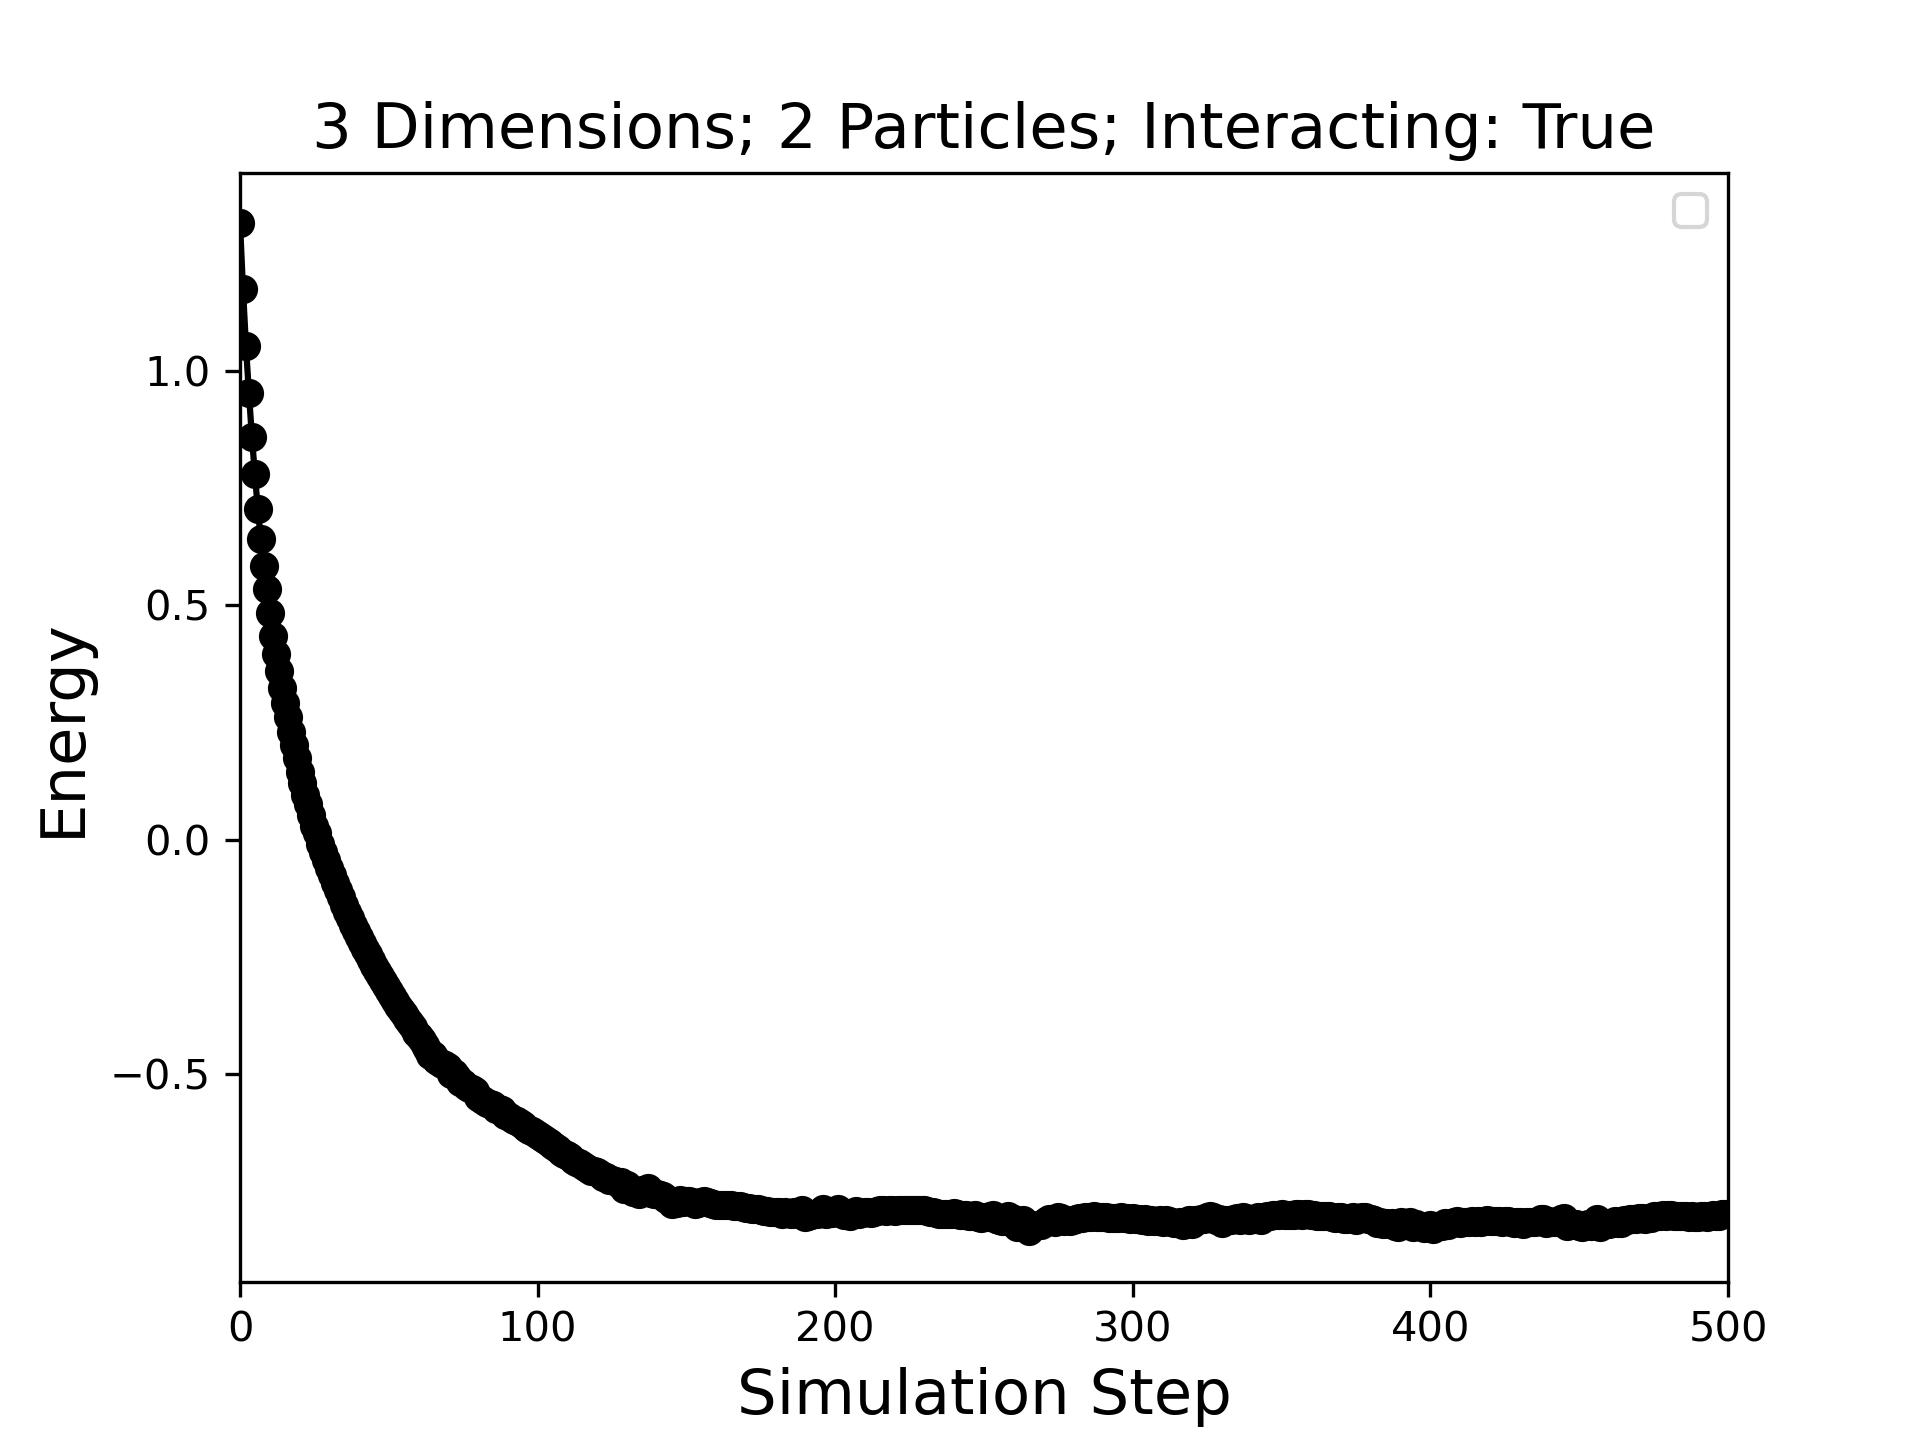 3 Dimensions; 2 Particles; Interacting: True
1.0
0.5
0.0
−0.5
Energy
0 100 200 300 400 500
Simulation Step